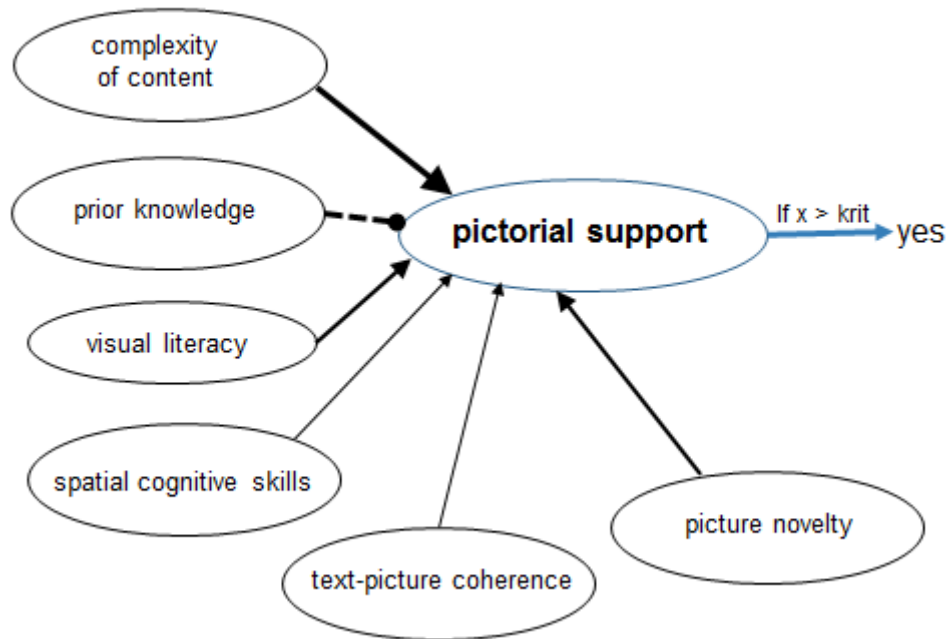 complexity
of content
prior knowledge
pictorial support
If x > krit
yes
visual literacy
spatial cognitive skills
picture novelty
text-picture coherence